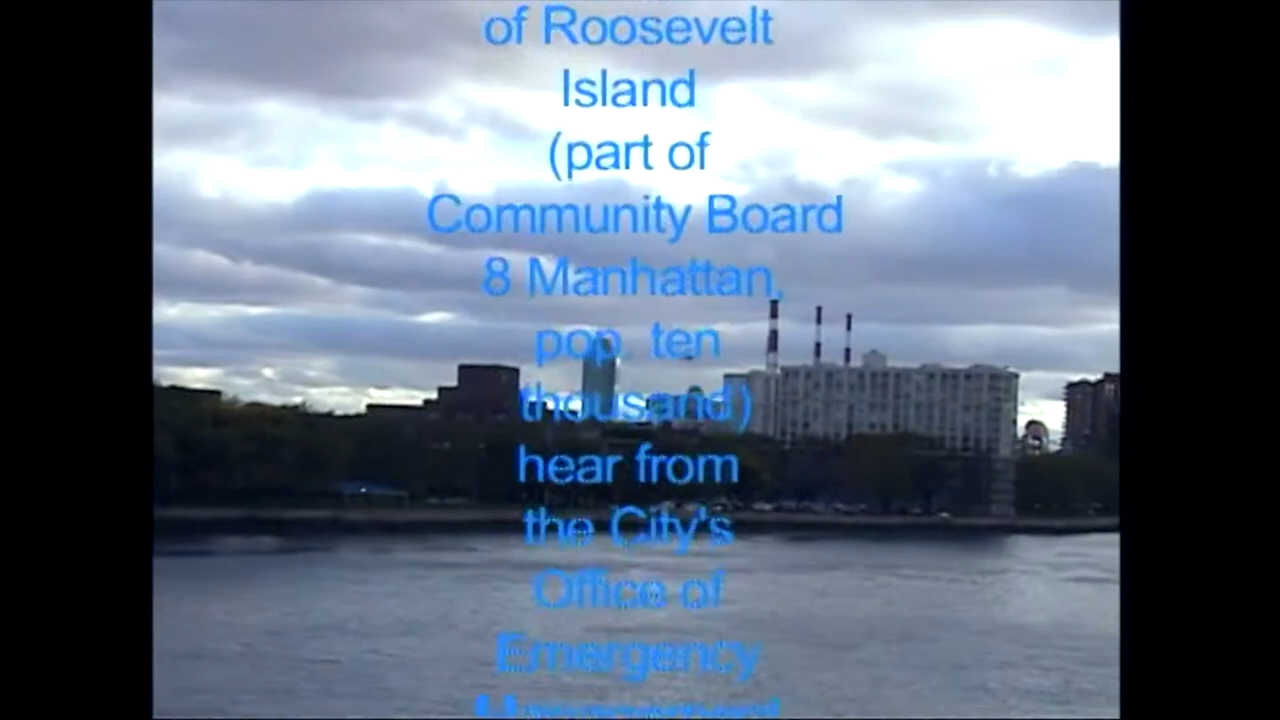 of Roosevelt
Island
(part of
Community Board
8 Manhattan,
pop. ten
thousand)
hear from
the City's
Office of
Emergency